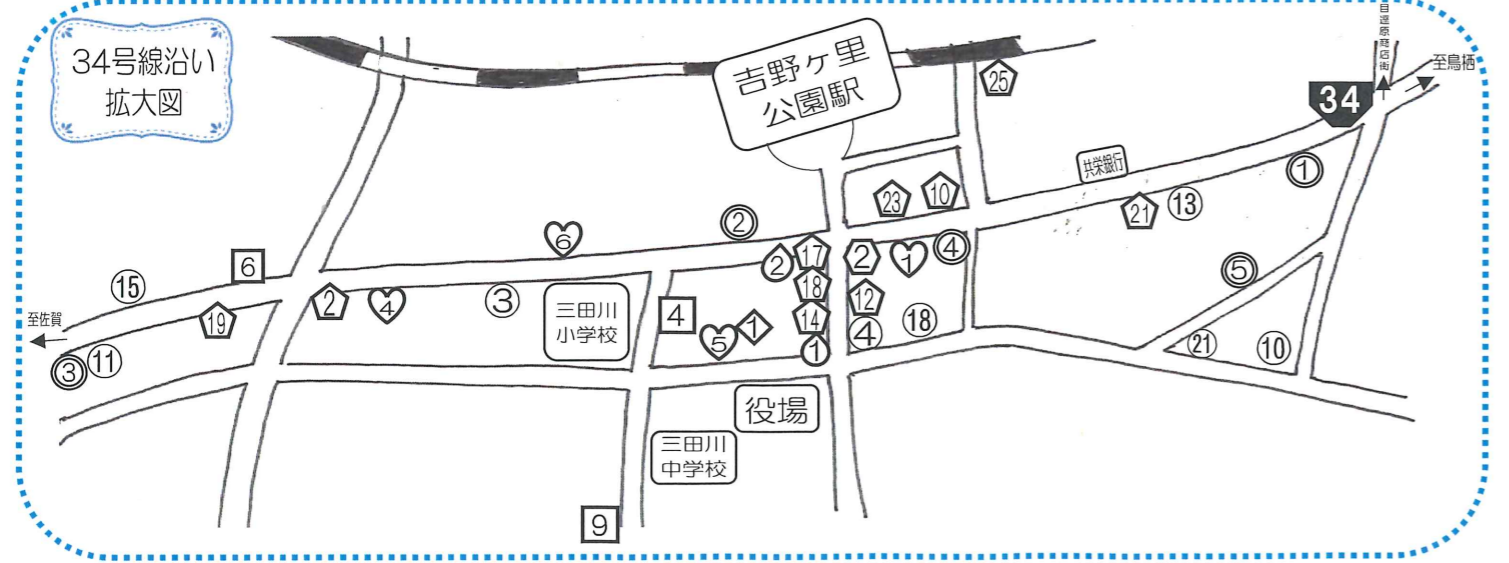 34号線沿い
拡大図
吉野ヶ里
公園駅
25
34
目達原商店街
至鳥栖
共栄銀行
①
23
10
21
⑬
②
6
17
2
2
1
④
⑤
6
⑮
18
12
2
4
③
三田川
小学校
4
1
5
14
④
⑱
19
至佐賀
③
⑪
1
㉑
⑩
役場
三田川
中学校
9